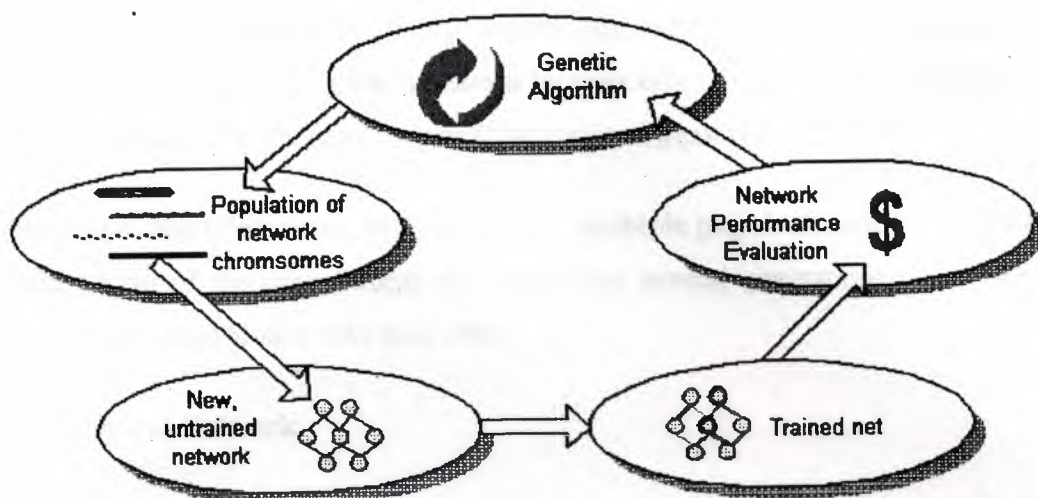 Genetic
Algorithm
Population of
network
chromsomes
Network
Performance
Evaluation
$
New,
untrained
network
Trained net